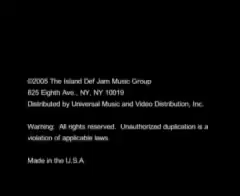 ©2005 The Island Def Jam Music Group
825 Eighth Ave., NY, NY 10019
Distributed by Universal Music and Video Distribution, Inc.
Warning: All rights reserved. Unauthorized duplication is a
violation of applicable laws.
Made in the U.S.A